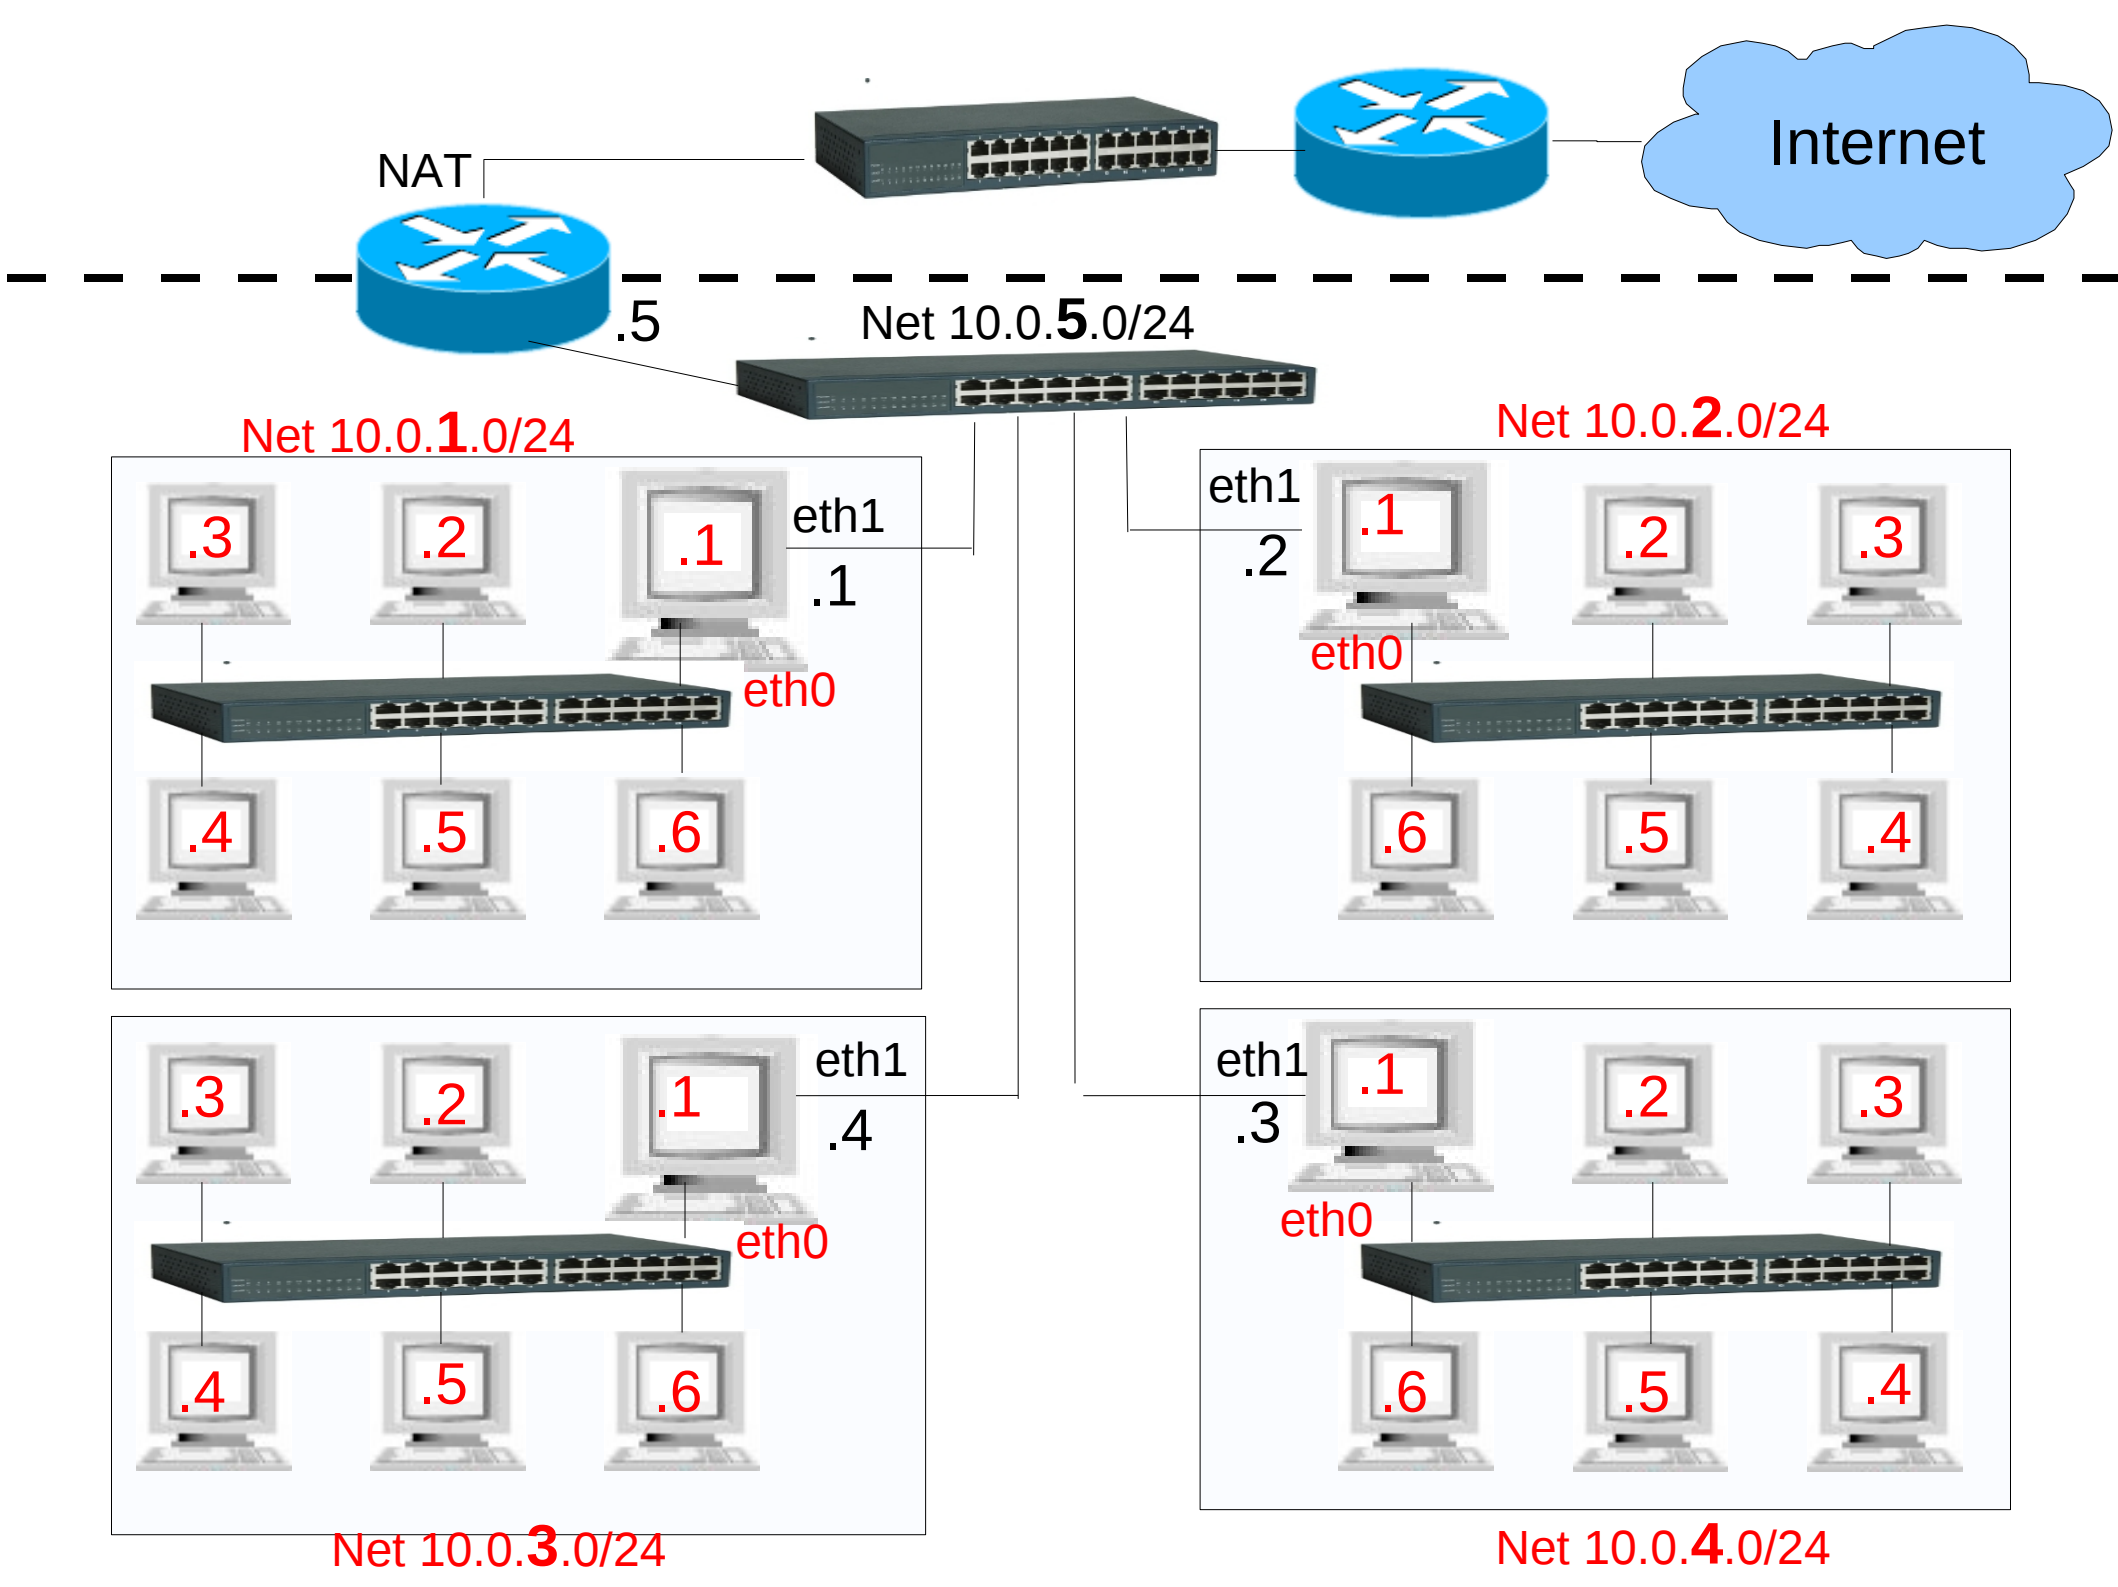 Internet
NAT
.5
Net 10.0.5.0/24
Net 10.0.1.0/24
Net 10.0.2.0/24
.3
.2
.1
eth1
.1
eth0
.4
.5
.6
eth1
.2
.1
.2
.3
eth0
.6
.5
.4
.3
.2
.1
eth1
.4
eth0
.4
.5
.6
Net 10.0.3.0/24
eth1
.3
.1
.2
.3
eth0
.6
.5
.4
Net 10.0.4.0/24